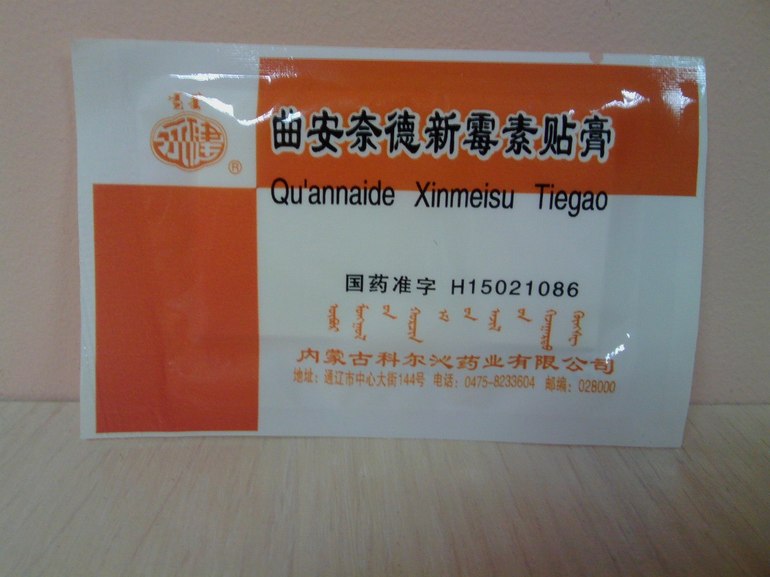 曲安奈德新霉素贴膏
Qu'annaide Xinmeisu Tiegao
国药准字 H15021086
内蒙古科尔沁药业有限公司
地址：通辽市中心大街144号 电话：0475-8233604 邮编：028000
®